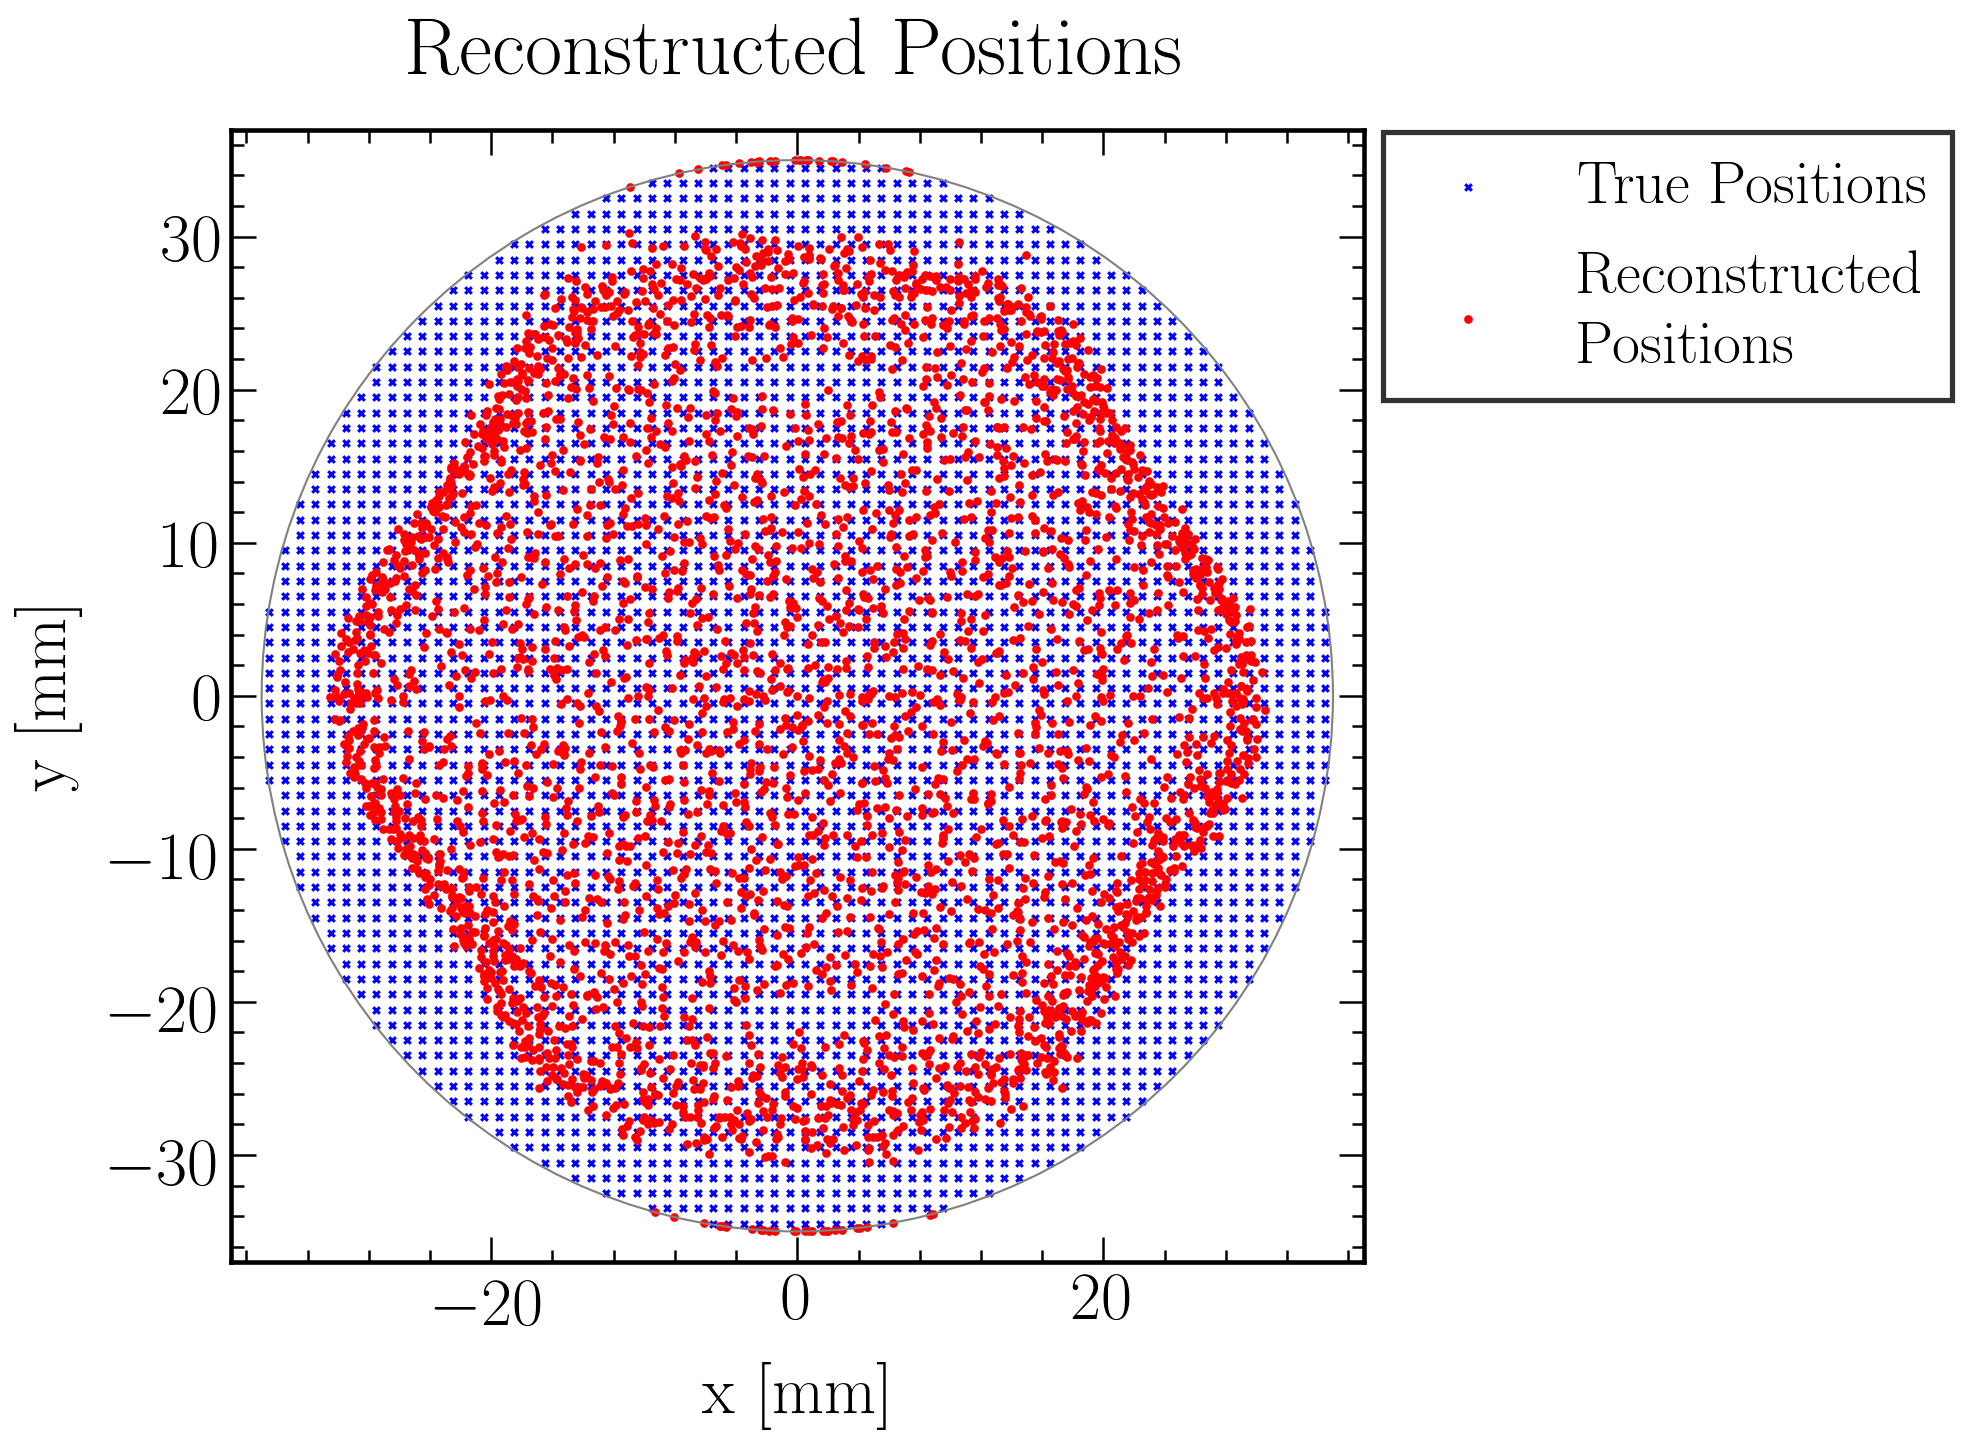 Reconstructed Positions
True Positions
Reconstructed
Positions
30
20
10
0
−10
−20
−30
y [mm]
−20 0 20
x [mm]